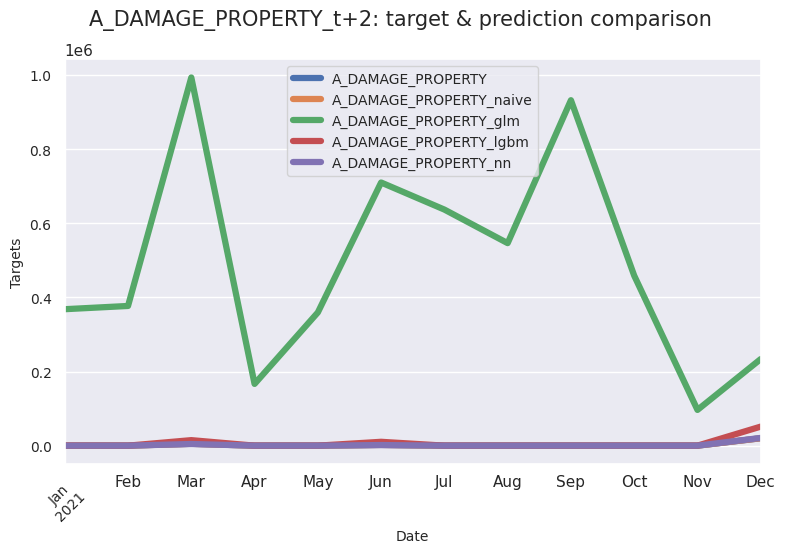 A_DAMAGE_PROPERTY_t+2: target & prediction comparison
1e6
A_DAMAGE_PROPERTY
A_DAMAGE_PROPERTY_naive
A_DAMAGE_PROPERTY_glm
A_DAMAGE_PROPERTY_lgbm
A_DAMAGE_PROPERTY_nn
1.0
0.8
0.6
0.4
0.2
0.0
Targets
Jan
2021
Feb
Mar
Apr
May
Jun
Jul
Aug
Sep
Oct
Nov
Dec
Date